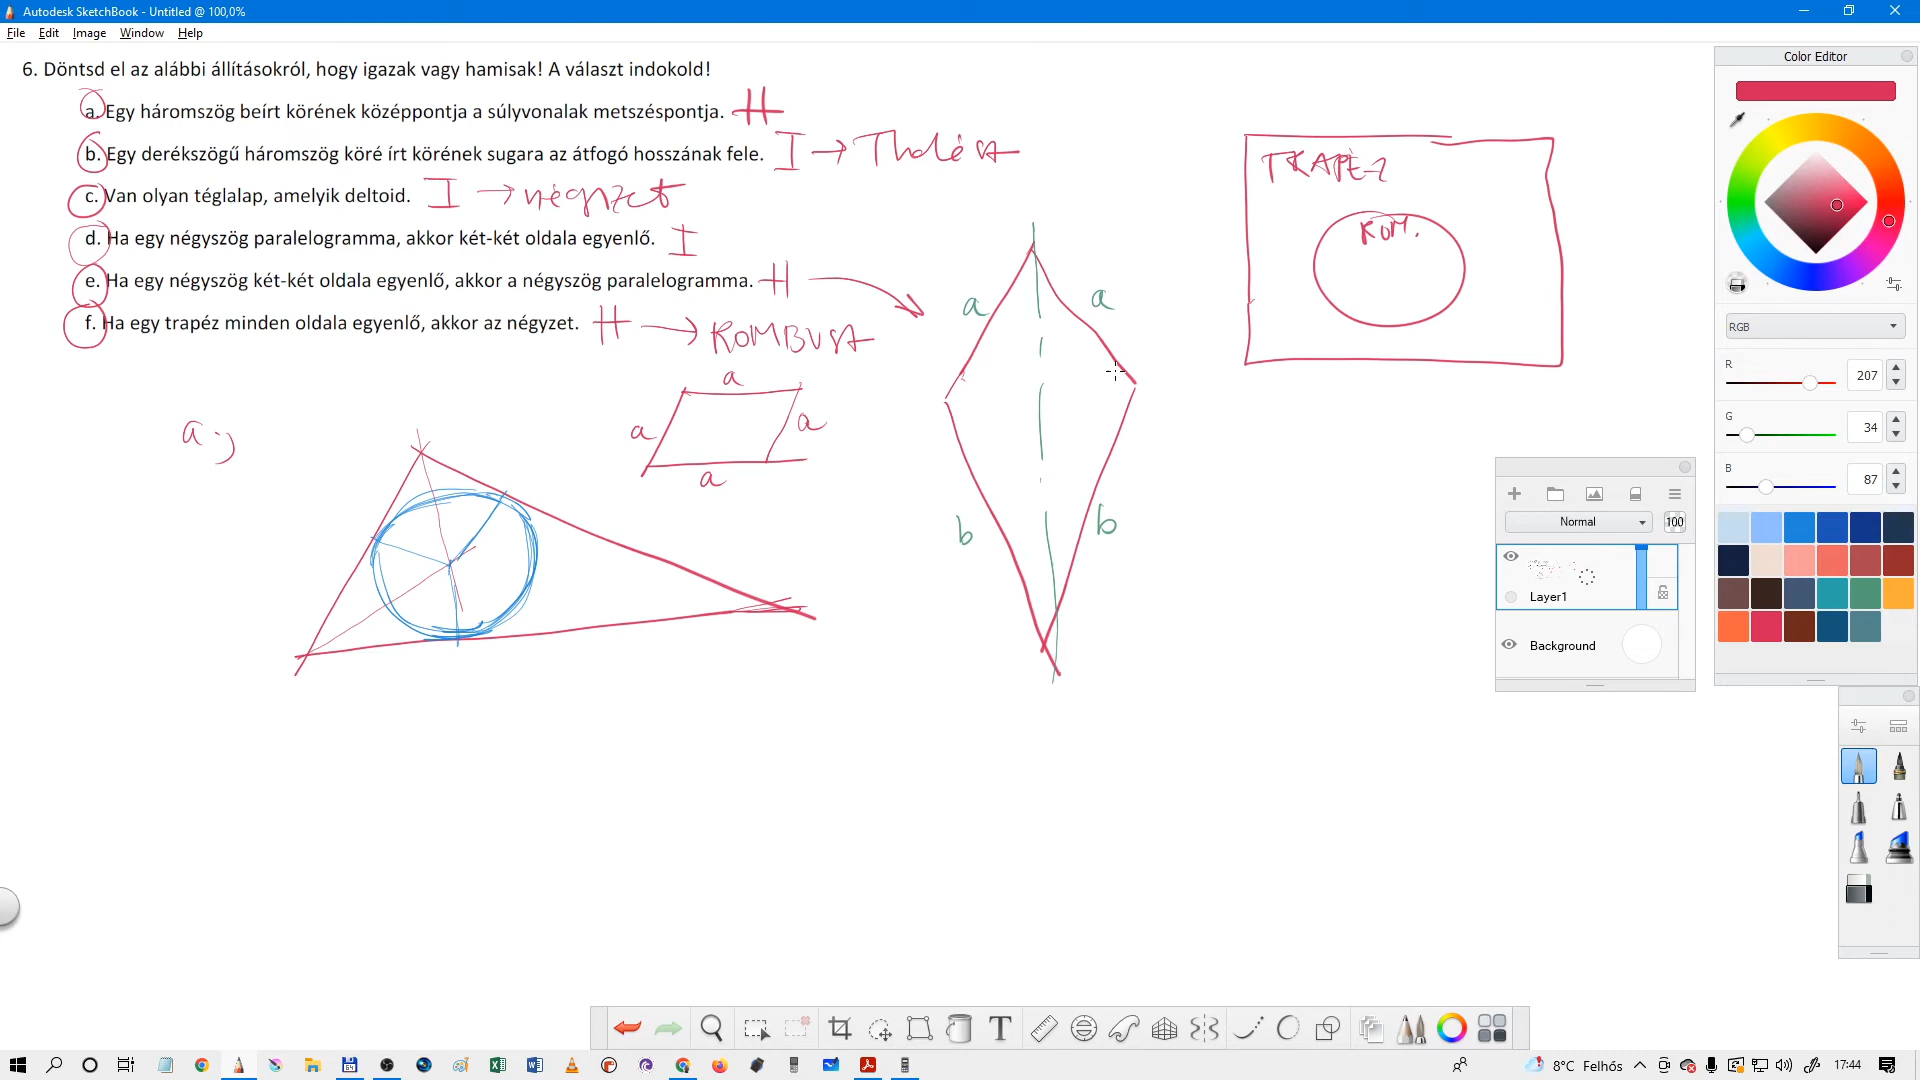 Autodesk SketchBook - Untitled @ 100,0%
File Edit Image Window Help
6. Döntsd el az alábbi állításokról, hogy igazak vagy hamisak! A választ indokold!
a. Egy háromszög beírt körének középpontja a súlyvonalak metszéspontja. H
b. Egy derékszögű háromszög köré írt körének sugara az átfogó hosszának fele. I → Thalész
c. Van olyan téglalap, amelyik deltoid. I → négyzet
d. Ha egy négyszög paralelogramma, akkor két-két oldala egyenlő. I
e. Ha egy négyszög két-két oldala egyenlő, akkor a négyszög paralelogramma. H
f. Ha egy trapéz minden oldala egyenlő, akkor az négyzet. H → ROMBUSZ
TRAPÉZ
ROM.
a a
b b
a
a a
a
a.)
Color Editor
RGB
R 207
G 34
B 87
Normal 100
Layer1
Background
8°C Felhős 17:44